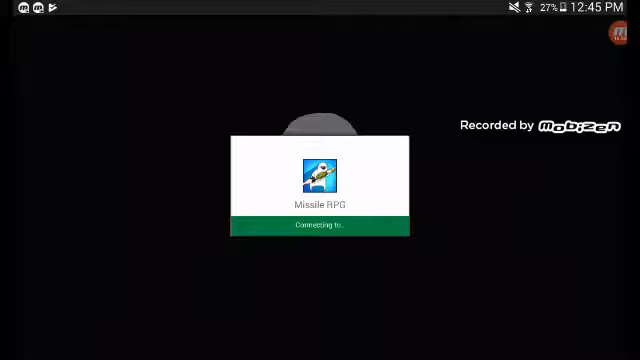 27% 12:45 PM
Recorded by mobizen
Missile RPG
Connecting to..